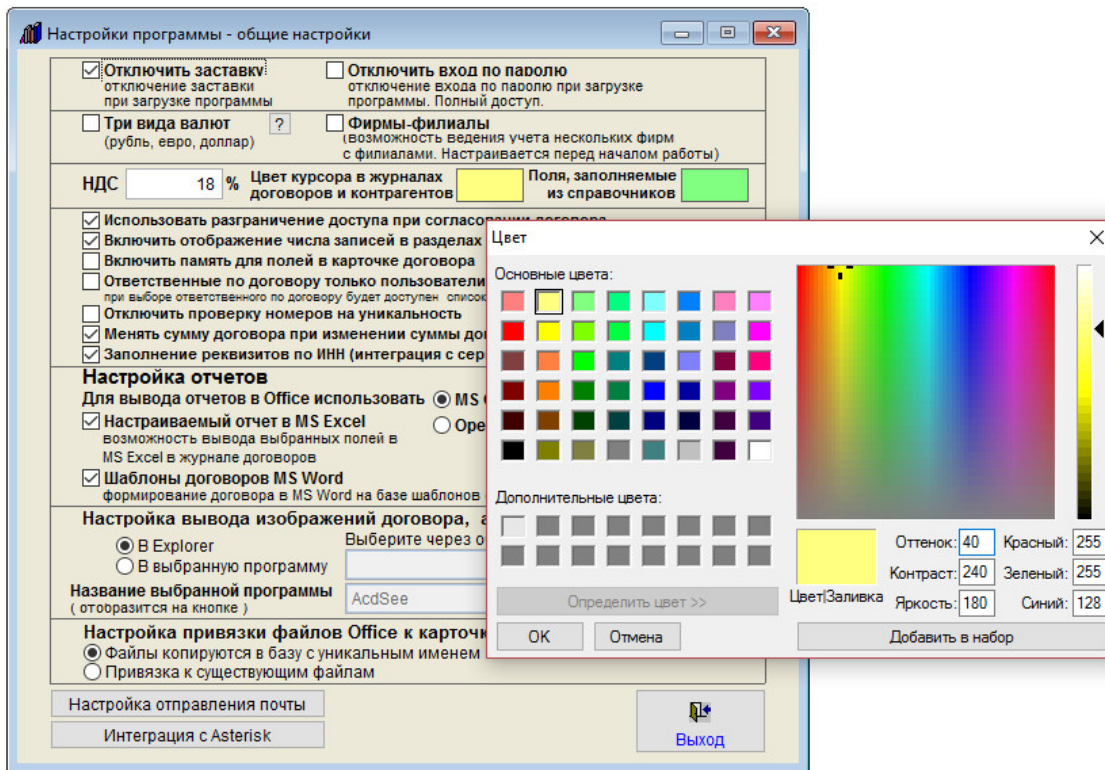 Настройки программы - общие настройки
Отключить заставку
отключение заставки
при загрузке программы
Отключить вход по паролю
отключение входа по паролю при загрузке
программы. Полный доступ.
Три вида валют
?
(рубль, евро, доллар)
Фирмы-филиалы
(возможность ведения учета нескольких фирм
с филиалами. Настраивается перед началом работы)
НДС 18 %
Цвет курсора в журналах
договоров и контрагентов
Поля, заполняемые
из справочников
Использовать разграничение доступа при согласовании договора
Включить отображение числа записей в разделах
Включить память для полей в карточке договора
Ответственные по договору только пользователи
при выборе ответственного по договору будет доступен список
Отключить проверку номеров на уникальность
Менять сумму договора при изменении суммы
Заполнение реквизитов по ИНН (интеграция с
Настройка отчетов
Для вывода отчетов в Office использовать MS
Настраиваемый отчет в MS Excel
возможность вывода выбранных полей в
MS Excel в журнале договоров
Шаблоны договоров MS Word
формирование договора в MS Word на базе шаблонов
Настройка вывода изображений договора,
В Explorer
В выбранную программу
Выберите через
Название выбранной программы
( отобразится на кнопке )
AcdSee
Настройка привязки файлов Office к
Файлы копируются в базу с уникальным именем
Привязка к существующим файлам
Настройка отправления почты
Интеграция с Asterisk
Выход
Цвет
Основные цвета:
Дополнительные цвета:
Определить цвет >>
OK
Отмена
Цвет|Заливка
Оттенок: 40
Контраст: 240
Яркость: 180
Красный: 255
Зеленый: 255
Синий: 128
Добавить в набор